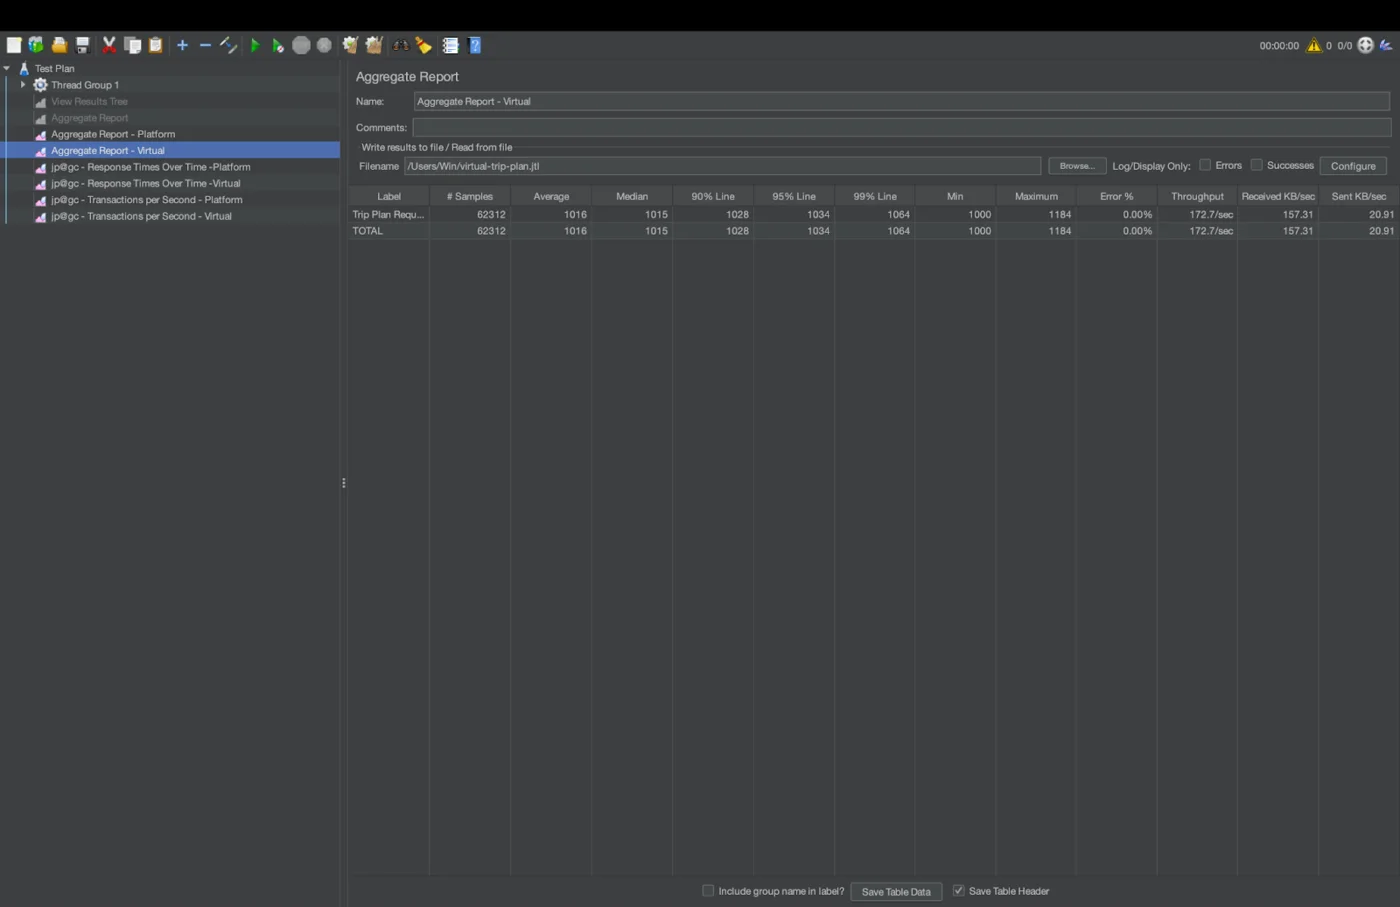 00:00:00 0 0/0
Test Plan
Thread Group 1
View Results Tree
Aggregate Report
Aggregate Report - Platform
Aggregate Report - Virtual
jp@gc - Response Times Over Time -Platform
jp@gc - Response Times Over Time -Virtual
jp@gc - Transactions per Second - Platform
jp@gc - Transactions per Second - Virtual
Aggregate Report
Name: Aggregate Report - Virtual
Comments:
Write results to file / Read from file
Filename /Users/Win/virtual-trip-plan.jtl Browse... Log/Display Only: Errors Successes Configure
Label # Samples Average Median 90% Line 95% Line 99% Line Min Maximum Error % Throughput Received KB/sec Sent KB/sec
Trip Plan Requ... 62312 1016 1015 1028 1034 1064 1000 1184 0.00% 172.7/sec 157.31 20.91
TOTAL 62312 1016 1015 1028 1034 1064 1000 1184 0.00% 172.7/sec 157.31 20.91
Include group name in label? Save Table Data Save Table Header